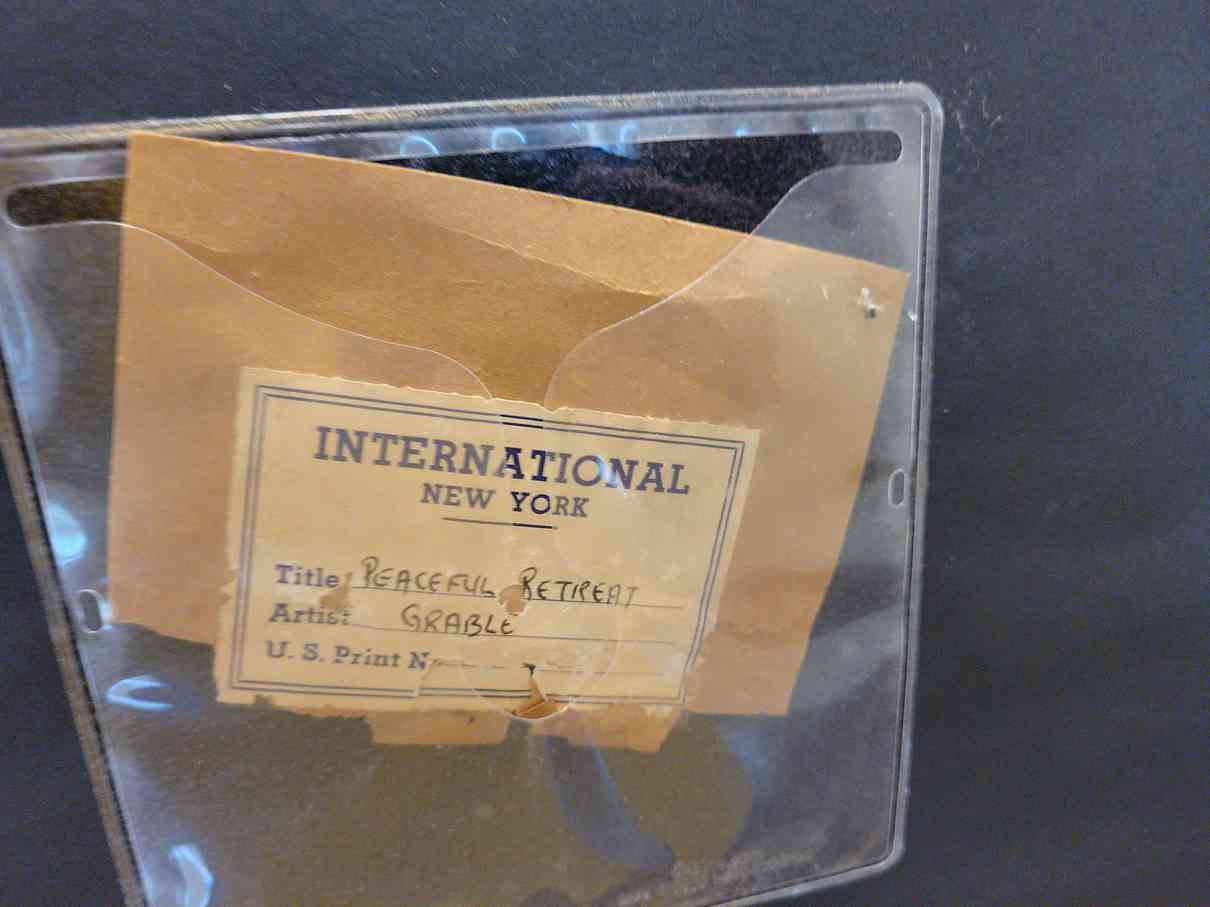 INTERNATIONAL
NEW YORK
Title PEACEFUL RETREAT
Artist GRABLE
U. S. Print N